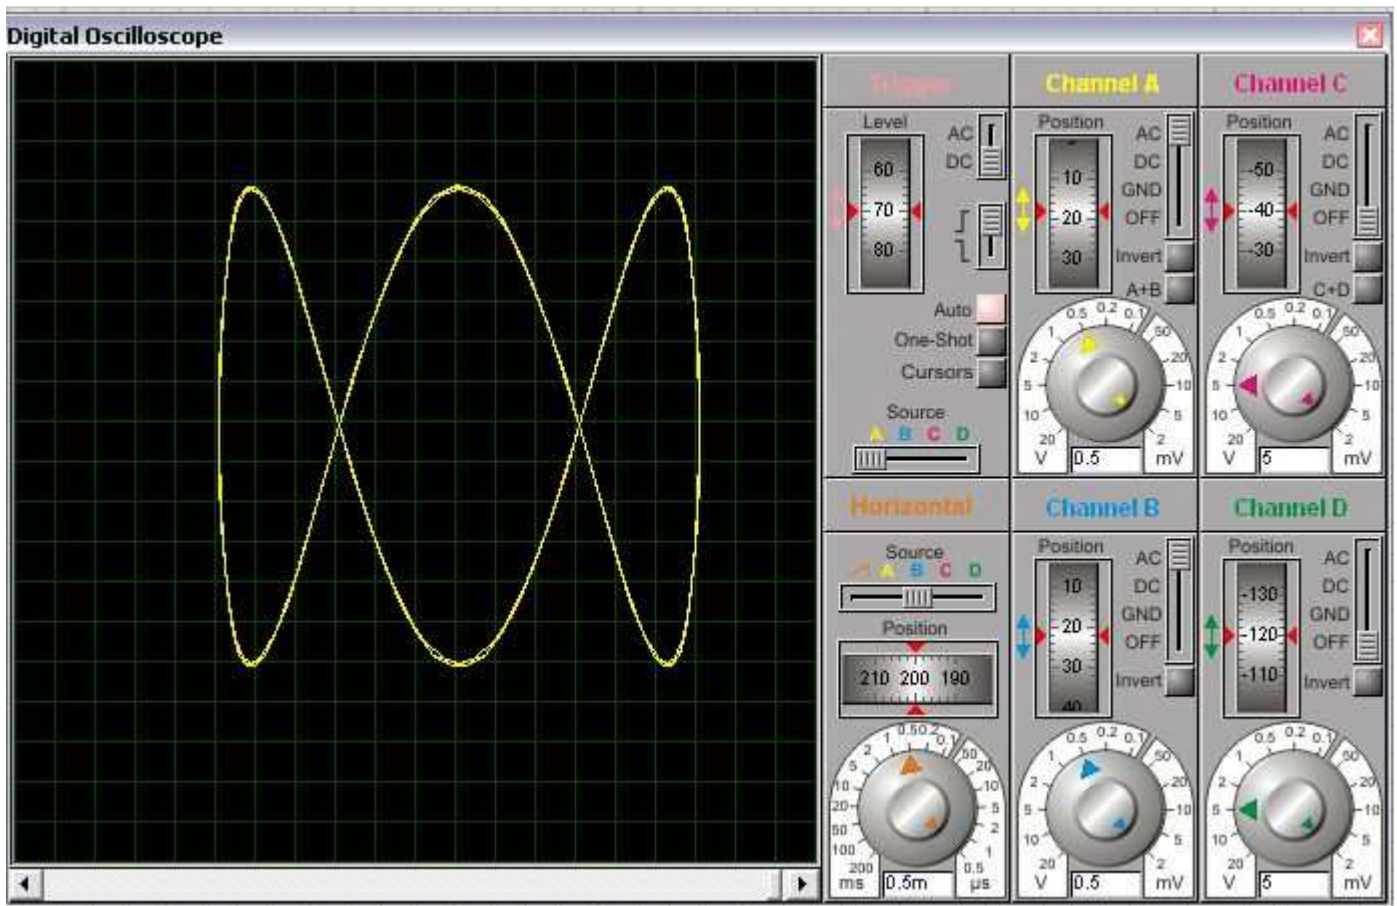 Digital Oscilloscope
Trigger
Level
AC
DC
60
70
80
Auto
One-Shot
Cursors
Source
A B C D
Channel A
Position
AC
DC
GND
OFF
10
20
30
Invert
A+B
20 10 5 2 1 0.5 0.2 0.1 50 20 10 5 2
V 0.5 mV
Channel C
Position
AC
DC
GND
OFF
-50
-40
-30
Invert
C+D
20 10 5 2 1 0.5 0.2 0.1 50 20 10 5 2
V 5 mV
Horizontal
Source
A B C D
Position
210 200 190
200 100 50 20 10 5 2 1 0.5 0.2 0.1 50 20 10 5 2 1 0.5
ms 0.5m µs
Channel B
Position
AC
DC
GND
OFF
10
20
30
40
Invert
20 10 5 2 1 0.5 0.2 0.1 50 20 10 5 2
V 0.5 mV
Channel D
Position
AC
DC
GND
OFF
-130
-120
-110
Invert
20 10 5 2 1 0.5 0.2 0.1 50 20 10 5 2
V 5 mV